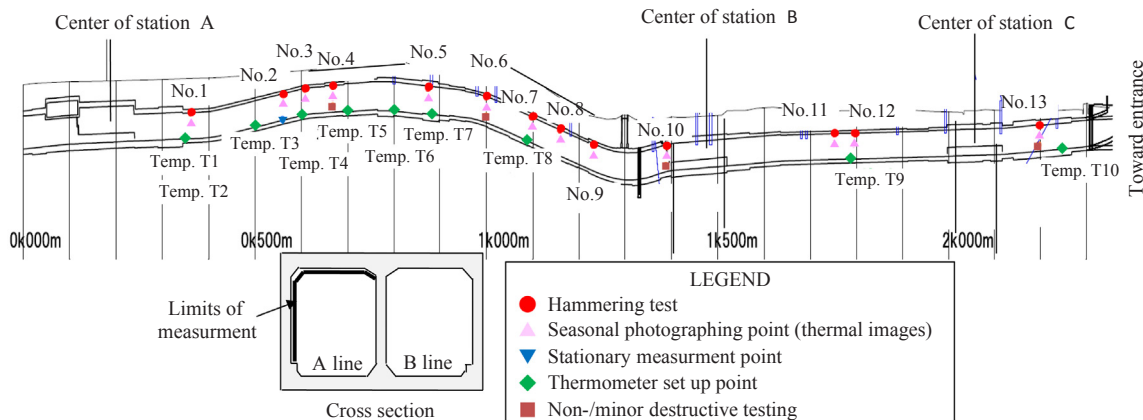 Center of station A
Center of station B
Center of station C
No.1
No.2
No.3
No.4
No.5
No.6
No.7
No.8
No.9
No.10
No.11
No.12
No.13
Temp. T1
Temp. T2
Temp. T3
Temp. T4
Temp. T5
Temp. T6
Temp. T7
Temp. T8
Temp. T9
Temp. T10
Toward entrance
0k000m
0k500m
1k000m
1k500m
2k000m
Limits of
measurment
A line
B line
Cross section
LEGEND
Hammering test
Seasonal photographing point (thermal images)
Stationary measurment point
Thermometer set up point
Non-/minor destructive testing